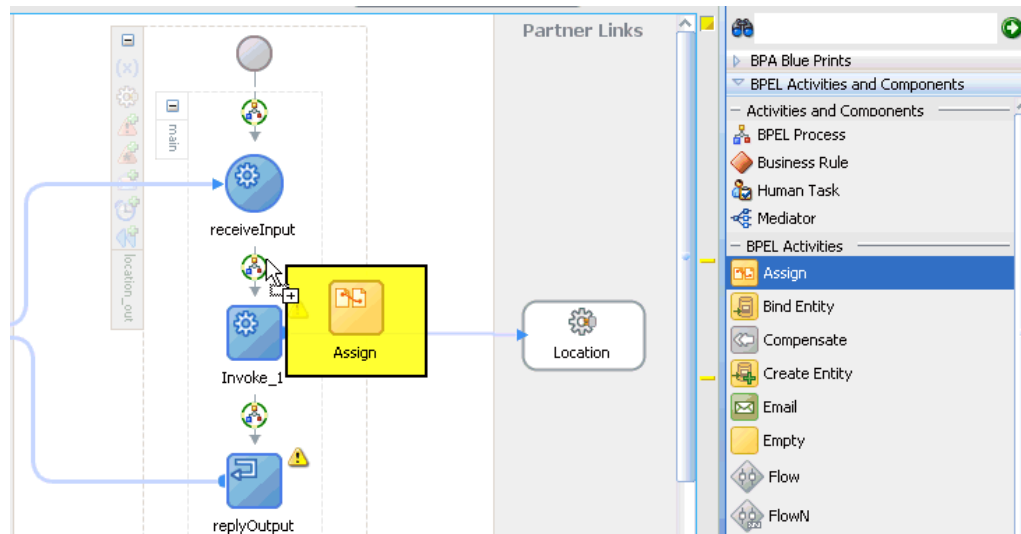 Partner Links
main
receiveInput
location_out
Assign
Invoke_1
Location
replyOutput
BPA Blue Prints
BPEL Activities and Components
Activities and Components
BPEL Process
Business Rule
Human Task
Mediator
BPEL Activities
Assign
Bind Entity
Compensate
Create Entity
Email
Empty
Flow
FlowN